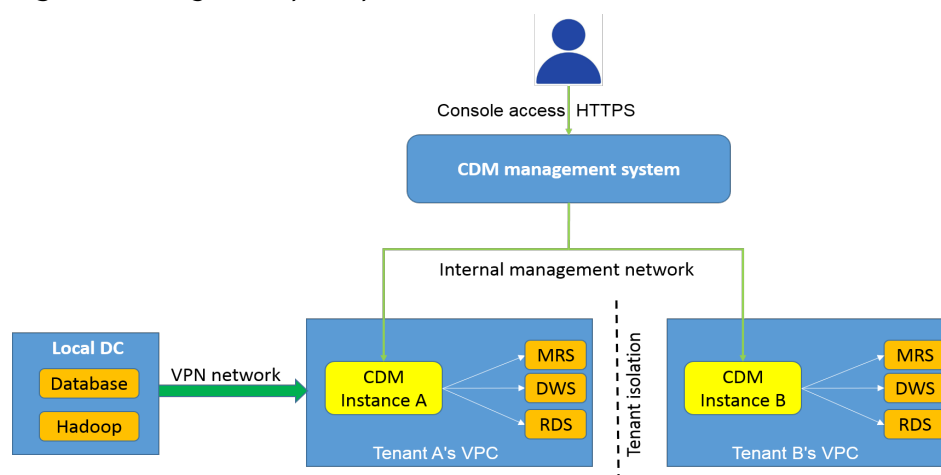 Console access HTTPS
CDM management system
Internal management network
Local DC
Database
Hadoop
VPN network
CDM
Instance A
MRS
DWS
RDS
Tenant A's VPC
Tenant isolation
CDM
Instance B
MRS
DWS
RDS
Tenant B's VPC